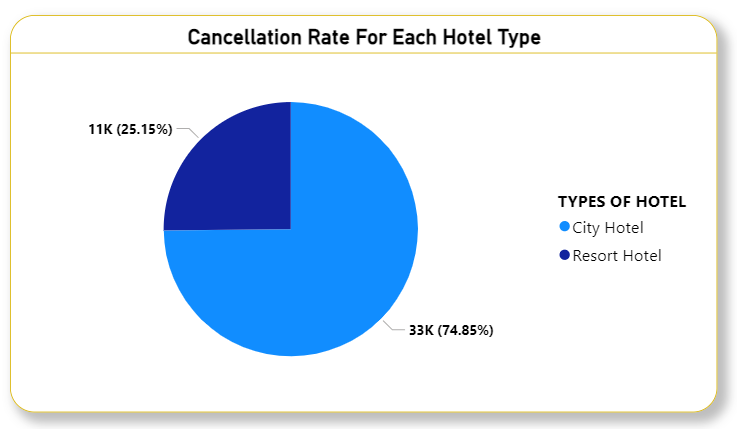 Cancellation Rate For Each Hotel Type
11K (25.15%)
TYPES OF HOTEL
City Hotel
Resort Hotel
33K (74.85%)